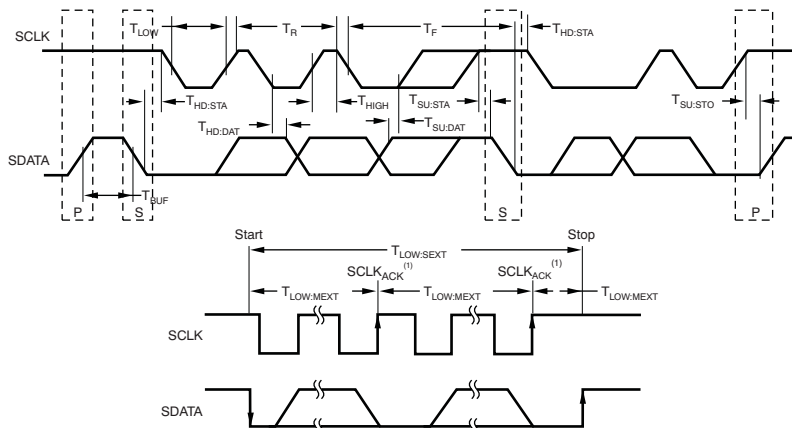 SCLK
TLOW
TR
TF
THD:STA
THD:STA
THIGH
TSU:STA
TSU:STO
THD:DAT
TSU:DAT
SDATA
TBUF
P
S
S
P
Start
Stop
TLOW:SEXT
SCLKACK(1)
SCLKACK(1)
TLOW:MEXT
TLOW:MEXT
TLOW:MEXT
SCLK
SDATA